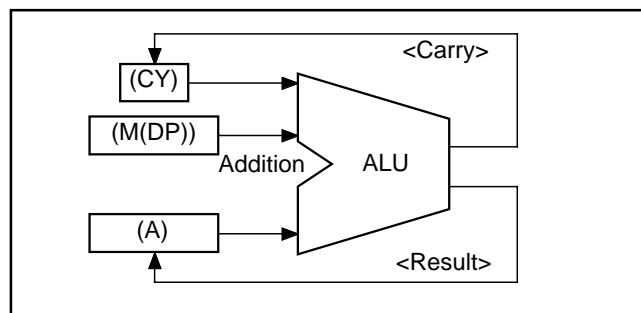 <Carry>
(CY)
(M(DP))
Addition
ALU
(A)
<Result>